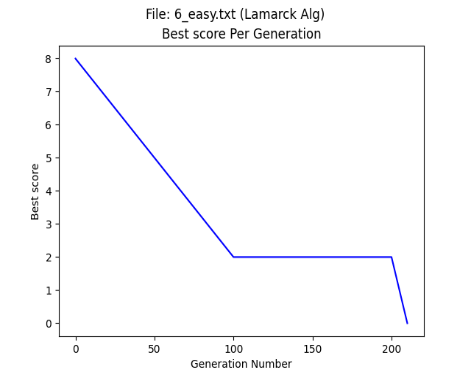 File: 6_easy.txt (Lamarck Alg)
Best score Per Generation
8
7
6
5
4
3
2
1
0
Best score
0 50 100 150 200
Generation Number